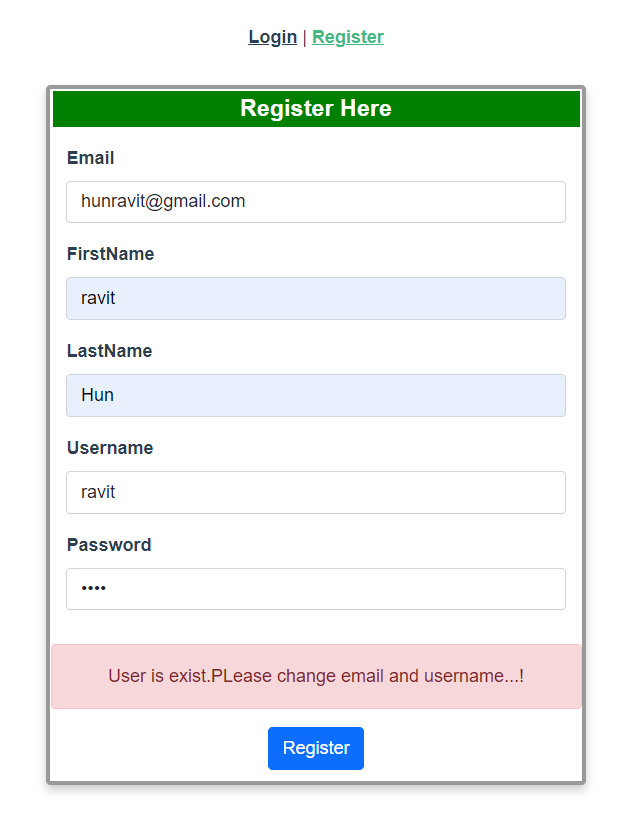 Login | Register
Register Here
Email
hunravit@gmail.com
FirstName
ravit
LastName
Hun
Username
ravit
Password
••••
User is exist.PLease change email and username...!
Register